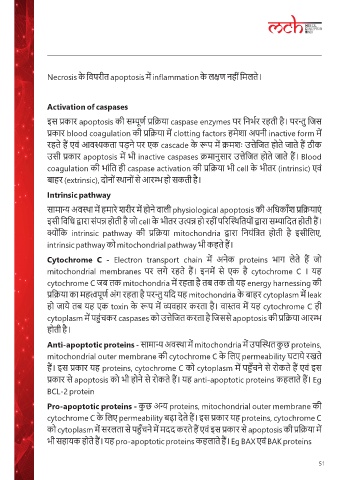 mch
Necrosis के विपरीत apoptosis में inflammation के लक्षण नहीं मिलते।
Activation of caspases
इस प्रकार apoptosis की सम्पूर्ण प्रक्रिया caspase enzymes पर निर्भर रहती है। परन्तु जिस
प्रकार blood coagulation की प्रक्रिया में clotting factors हमेशा अपनी inactive form में
रहते हैं एवं आवश्यकता पड़ने पर एक cascade के रूप में क्रमशः उत्तेजित होते जाते हैं ठीक
उसी प्रकार apoptosis में भी inactive caspases क्रमानुसार उत्तेजित होते जाते हैं। Blood
coagulation की भांति ही caspase activation की प्रक्रिया भी cell के भीतर (intrinsic) एवं
बाहर (extrinsic), दोनों स्थानों से आरम्भ हो सकती है।
Intrinsic pathway
सामान्य अवस्था में हमारे शरीर में होने वाली physiological apoptosis की अधिकाँश प्रक्रियाएं
इसी विधि द्वारा संपन्न होती है जो cell के भीतर उत्पन्न हो रहीं परिस्थितियों द्वारा सम्पादित होती हैं।
क्योंकि intrinsic pathway की प्रक्रिया mitochondria द्वारा नियंत्रित होती है इसीलिए,
intrinsic pathway को mitochondrial pathway भी कहते हैं।
Cytochrome C - Electron transport chain में अनेक proteins भाग लेते हैं जो
mitochondrial membranes पर लगे रहते हैं। इनमें से एक है cytochrome C । यह
cytochrome C जब तक mitochondria में रहता है तब तक तो यह energy harnessing की
प्रक्रिया का महत्वपूर्ण अंग रहता है परन्तु यदि यह mitochondria के बाहर cytoplasm में leak
हो जाये तब यह एक toxin के रूप में व्यवहार करता है। वास्तव में यह cytochrome C ही
cytoplasm में पहुंचकर caspases को उत्तेजित करता है जिससे apoptosis की प्रक्रिया आरम्भ
होती है।
Anti-apoptotic proteins - सामान्य अवस्था में mitochondria में उपस्थित कुछ proteins,
mitochondrial outer membrane की cytochrome C के लिए permeability घटाये रखते
हैं। इस प्रकार यह proteins, cytochrome C को cytoplasm में पहुँचने से रोकते हैं एवं इस
प्रकार से apoptosis को भी होने से रोकते हैं। यह anti-apoptotic proteins कहलाते हैं। Eg
BCL-2 protein
Pro-apoptotic proteins - कुछ अन्य proteins, mitochondrial outer membrane की
cytochrome C के लिए permeability बढ़ा देते हैं। इस प्रकार यह proteins, cytochrome C
को cytoplasm में सरलता से पहुँचने में मदद करते हैं एवं इस प्रकार से apoptosis की प्रक्रिया में
भी सहायक होते हैं। यह pro-apoptotic proteins कहलाते हैं। Eg BAX एवं BAK proteins
51